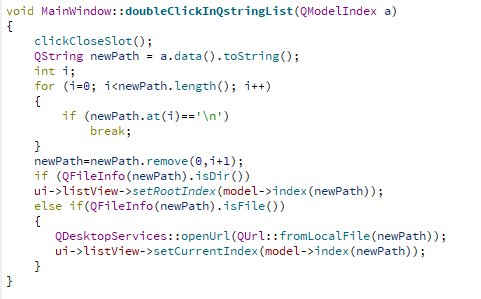 void MainWindow::doubleClickInQstringList(QModelIndex a)
{
    clickCloseSlot();
    QString newPath = a.data().toString();
    int i;
    for (i=0; i<newPath.length(); i++)
    {
        if (newPath.at(i)=='\n')
            break;
    }
    newPath=newPath.remove(0,i+1);
    if (QFileInfo(newPath).isDir())
    ui->listView->setRootIndex(model->index(newPath));
    else if(QFileInfo(newPath).isFile())
    {
       QDesktopServices::openUrl(QUrl::fromLocalFile(newPath));
       ui->listView->setCurrentIndex(model->index(newPath));
    }
}